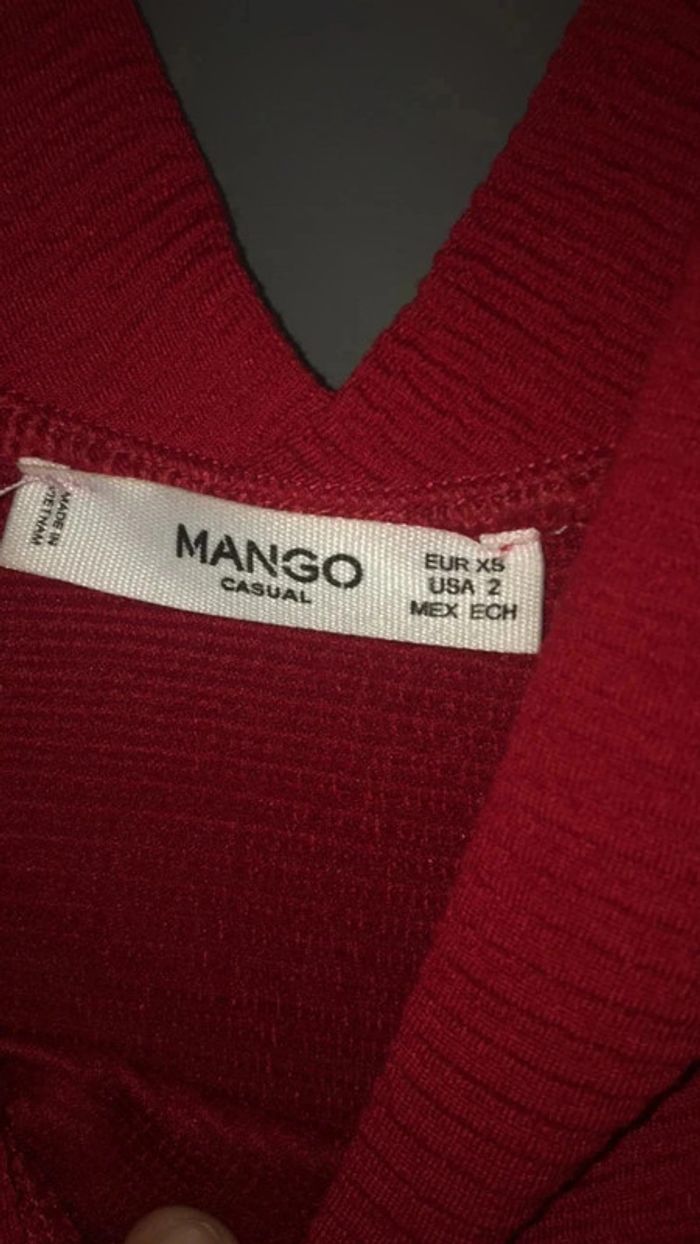 MADE IN
VIETNAM
MANGO
CASUAL
EUR XS
USA 2
MEX ECH